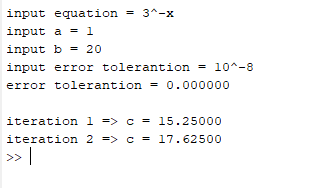 input equation = 3^-x
input a = 1
input b = 20
input error tolerantion = 10^-8
error tolerantion = 0.000000
iteration 1 => c = 15.25000
iteration 2 => c = 17.62500
>>